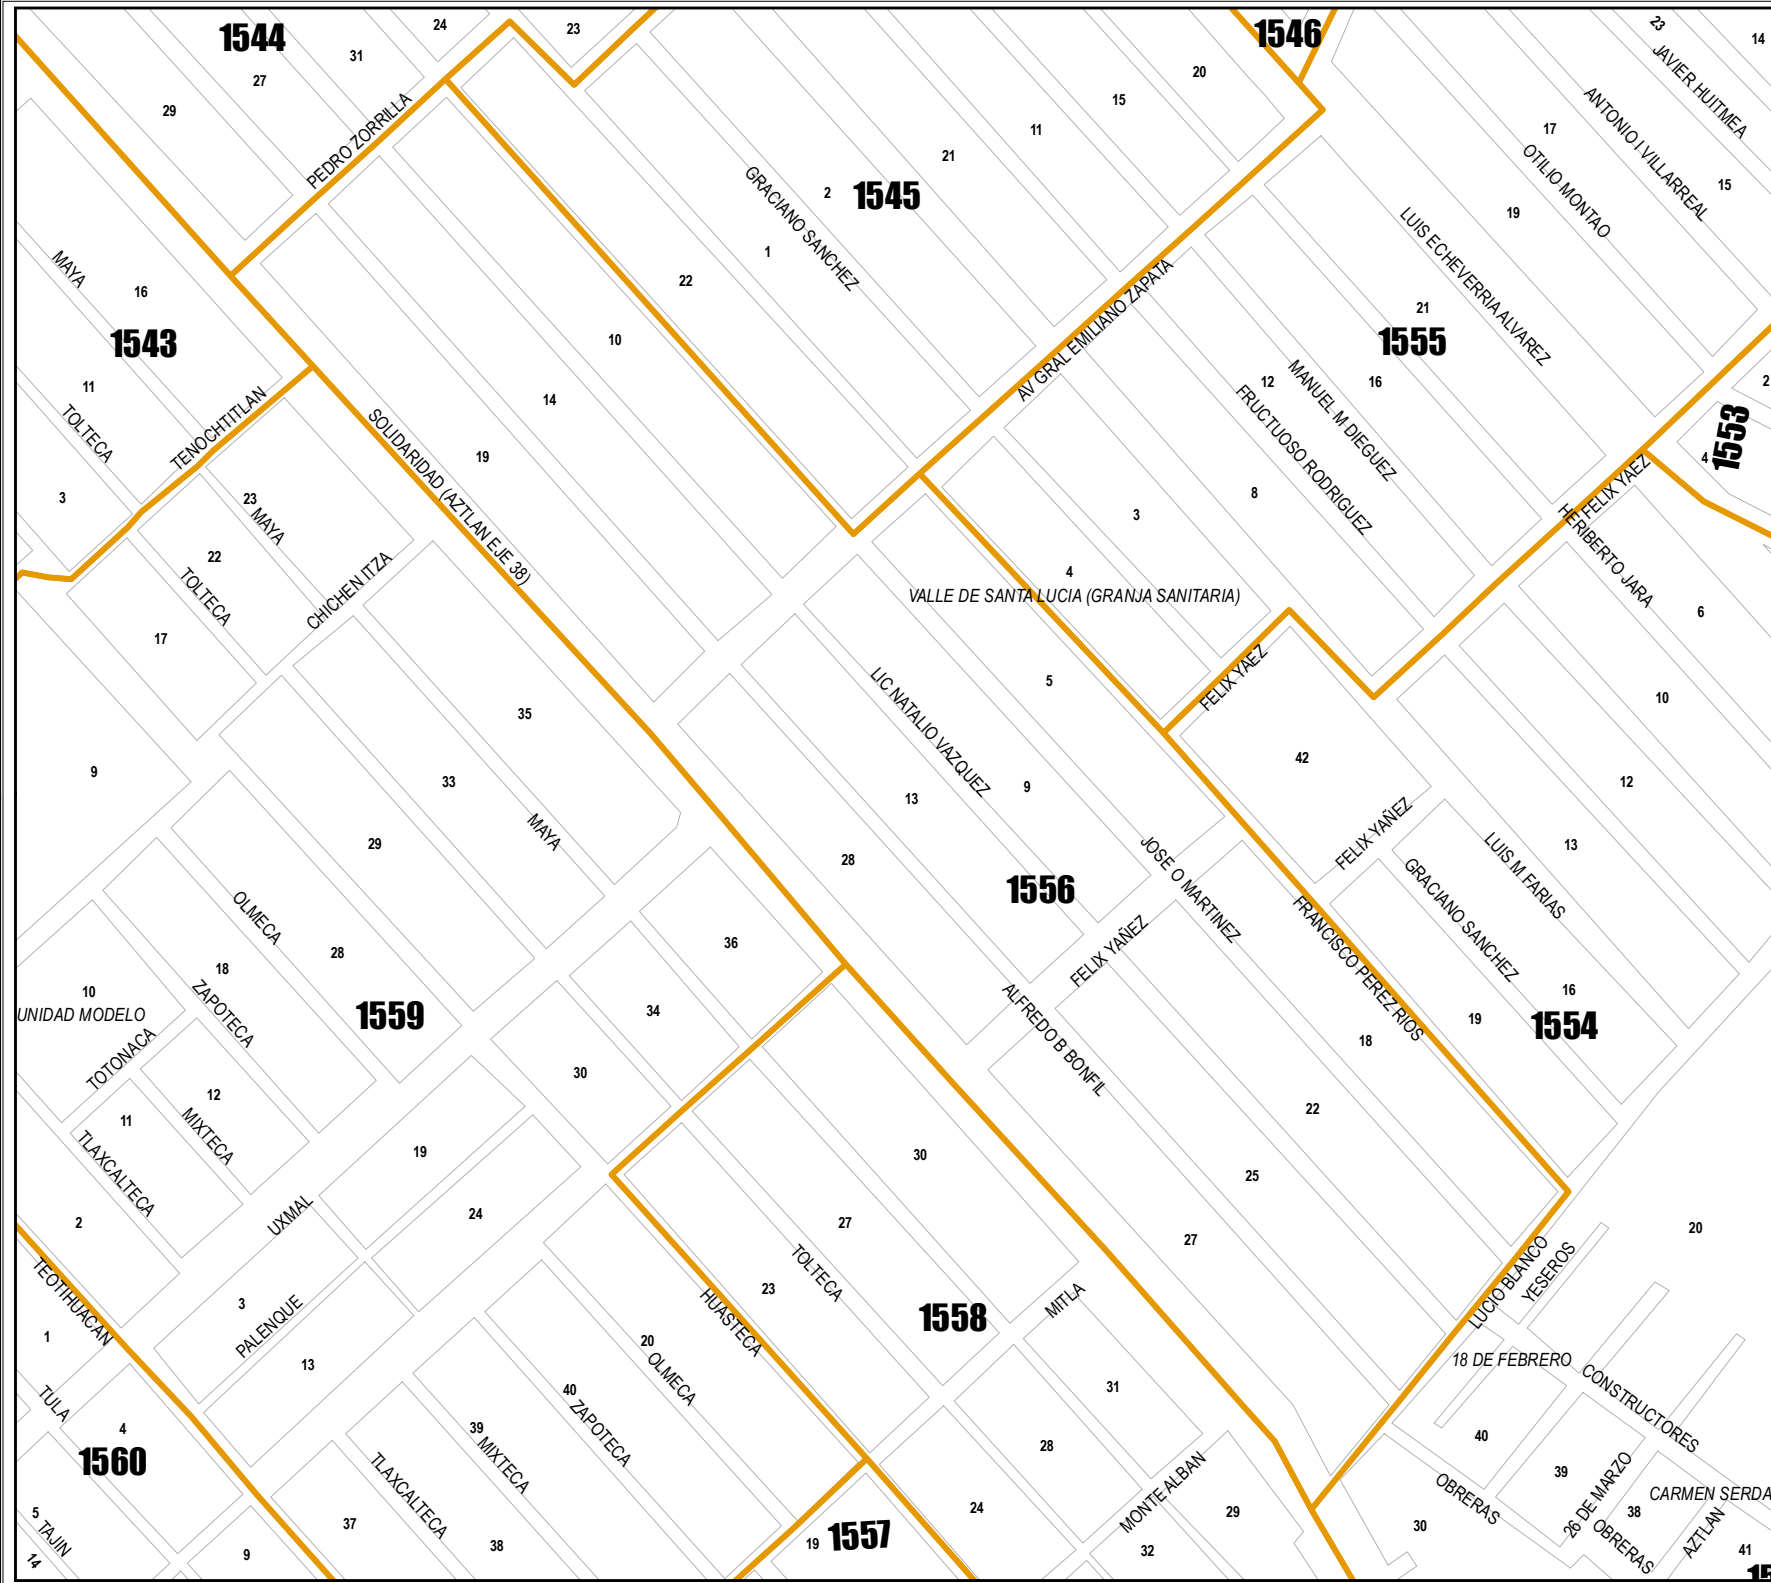 1544
24
23
1546
23
14
31
27
29
20
15
JAVIER HUITMEA
ANTONIO I VILLARREAL
17
PEDRO ZORRILLA
11
21
OTILIO MONTAO
15
GRACIANO SANCHEZ
2
1545
19
LUIS ECHEVERRIA ALVAREZ
1
22
MAYA
16
AV GRAL EMILIANO ZAPATA
21
1543
10
1555
11
14
12
MANUEL M DIEGUEZ
16
2
TOLTECA
TENOCHTITLAN
SOLIDARIDAD (AZTLAN EJE 38)
FRUCTUOSO RODRIGUEZ
1553
4
19
3
23
MAYA
3
8
FELIX YAEZ
HERIBERTO JARA
22
TOLTECA
CHICHEN ITZA
4
VALLE DE SANTA LUCIA (GRANJA SANITARIA)
6
17
FELIX YAEZ
5
LIC NATALIO VAZQUEZ
35
10
9
33
42
12
13
9
MAYA
29
FELIX YAÑEZ
LUIS M FARIAS
13
28
JOSE O MARTINEZ
1556
GRACIANO SANCHEZ
OLMECA
FRANCISCO PEREZ RIOS
36
28
FELIX YAÑEZ
18
ZAPOTECA
10
UNIDAD MODELO
1559
34
ALFREDO B BONFIL
16
19
1554
18
TOTONACA
30
12
11
MIXTECA
22
TLAXCALTECA
19
30
25
2
UXMAL
24
27
27
20
TEOTIHUACAN
TOLTECA
23
LUCIO BLANCO
YESEROS
3
PALENQUE
HUASTECA
1558
MITLA
1
13
20
OLMECA
18 DE FEBRERO
CONSTRUCTORES
TULA
40
ZAPOTECA
31
4
39
MIXTECA
28
40
1560
TLAXCALTECA
MONTE ALBAN
39
OBRERAS
26 DE MARZO
CARMEN SERDA
5
TAJIN
37
24
29
30
38
OBRERAS
AZTLAN
14
9
38
19
1557
32
41